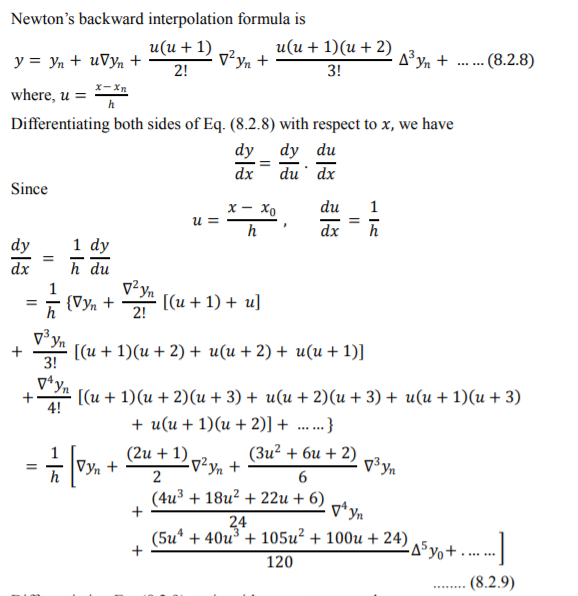 Newton's backward interpolation formula is
y = yₙ + u∇yₙ + u(u + 1)/2! ∇²yₙ + u(u + 1)(u + 2)/3! Δ³yₙ + ...... (8.2.8)
where, u = x− xₙ/h
Differentiating both sides of Eq. (8.2.8) with respect to x, we have
dy/dx = dy/du . du/dx
Since
u = x − x₀/h , du/dx = 1/h
dy/dx = 1/h dy/du
= 1/h {∇yₙ + ∇²yₙ/2! [(u + 1) + u]
+ ∇³yₙ/3! [(u + 1)(u + 2) + u(u + 2) + u(u + 1)]
+ ∇⁴yₙ/4! [(u + 1)(u + 2)(u + 3) + u(u + 2)(u + 3) + u(u + 1)(u + 3)
+ u(u + 1)(u + 2)] + ......}
= 1/h [∇yₙ + (2u + 1)/2 ∇²yₙ + (3u² + 6u + 2)/6 ∇³yₙ
+ (4u³ + 18u² + 22u + 6)/24 ∇⁴yₙ
+ (5u⁴ + 40u³ + 105u² + 100u + 24)/120 Δ⁵y₀+ ......]
........ (8.2.9)